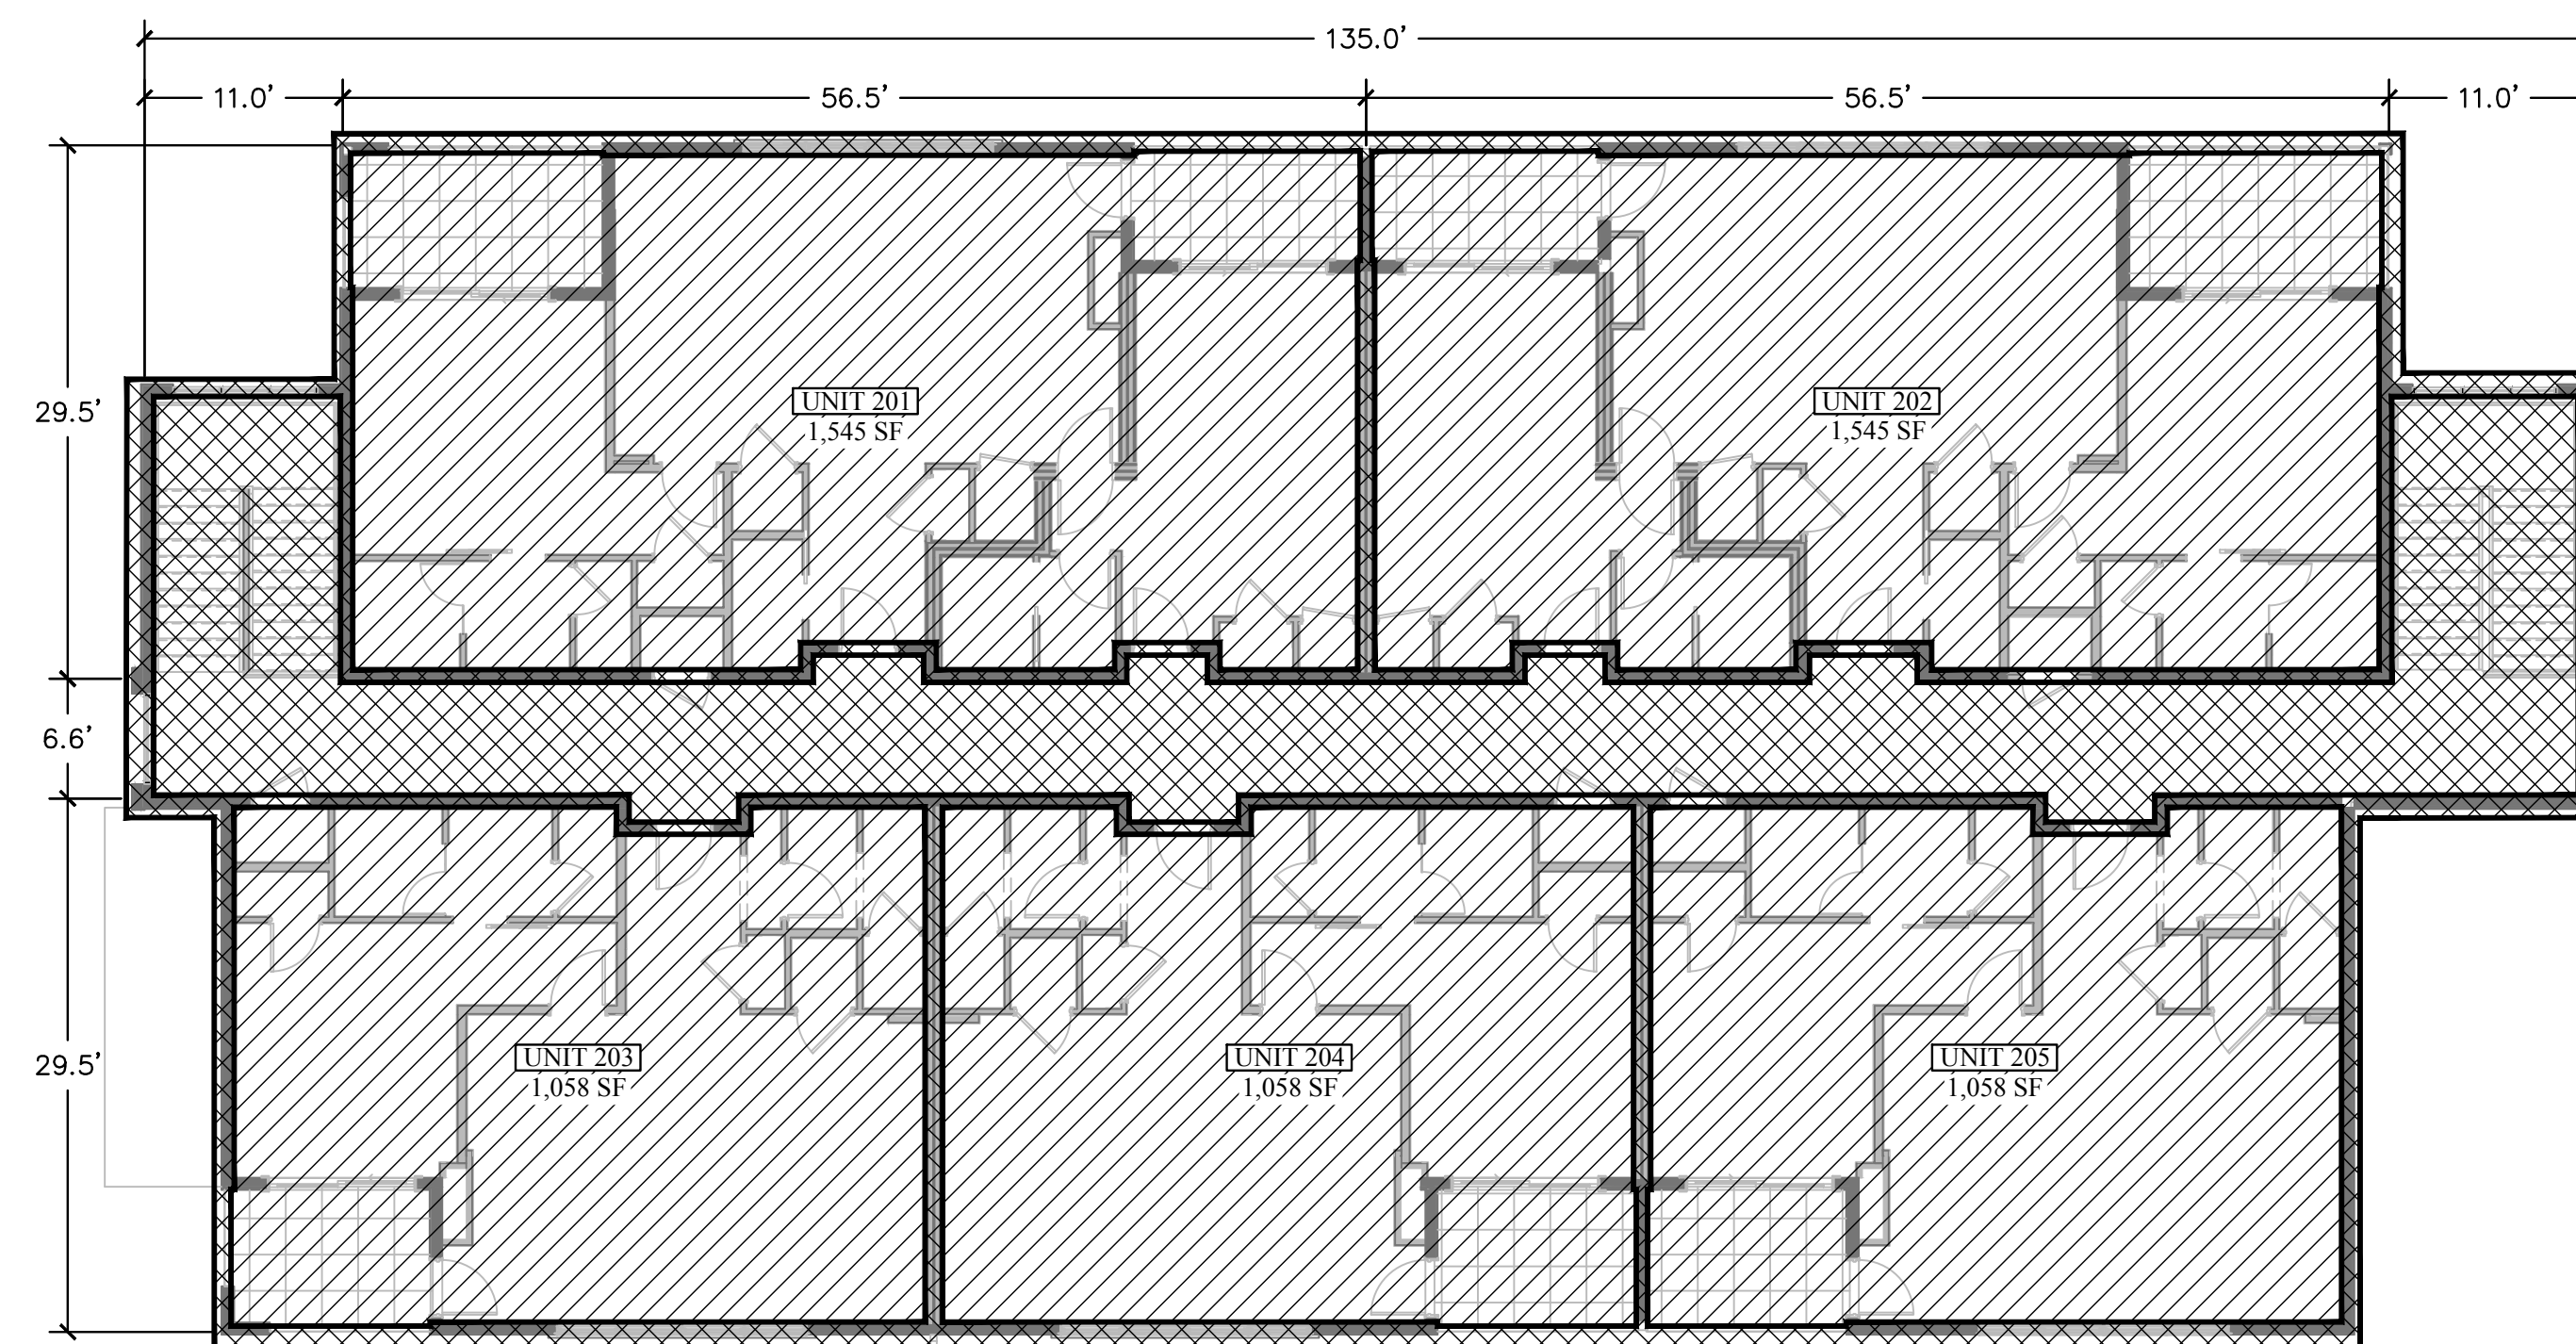 135.0'
11.0'
56.5'
56.5'
11.0'
29.5'
UNIT 201
1,545 SF
UNIT 202
1,545 SF
6.6'
29.5'
UNIT 203
1,058 SF
UNIT 204
1,058 SF
UNIT 205
1,058 SF